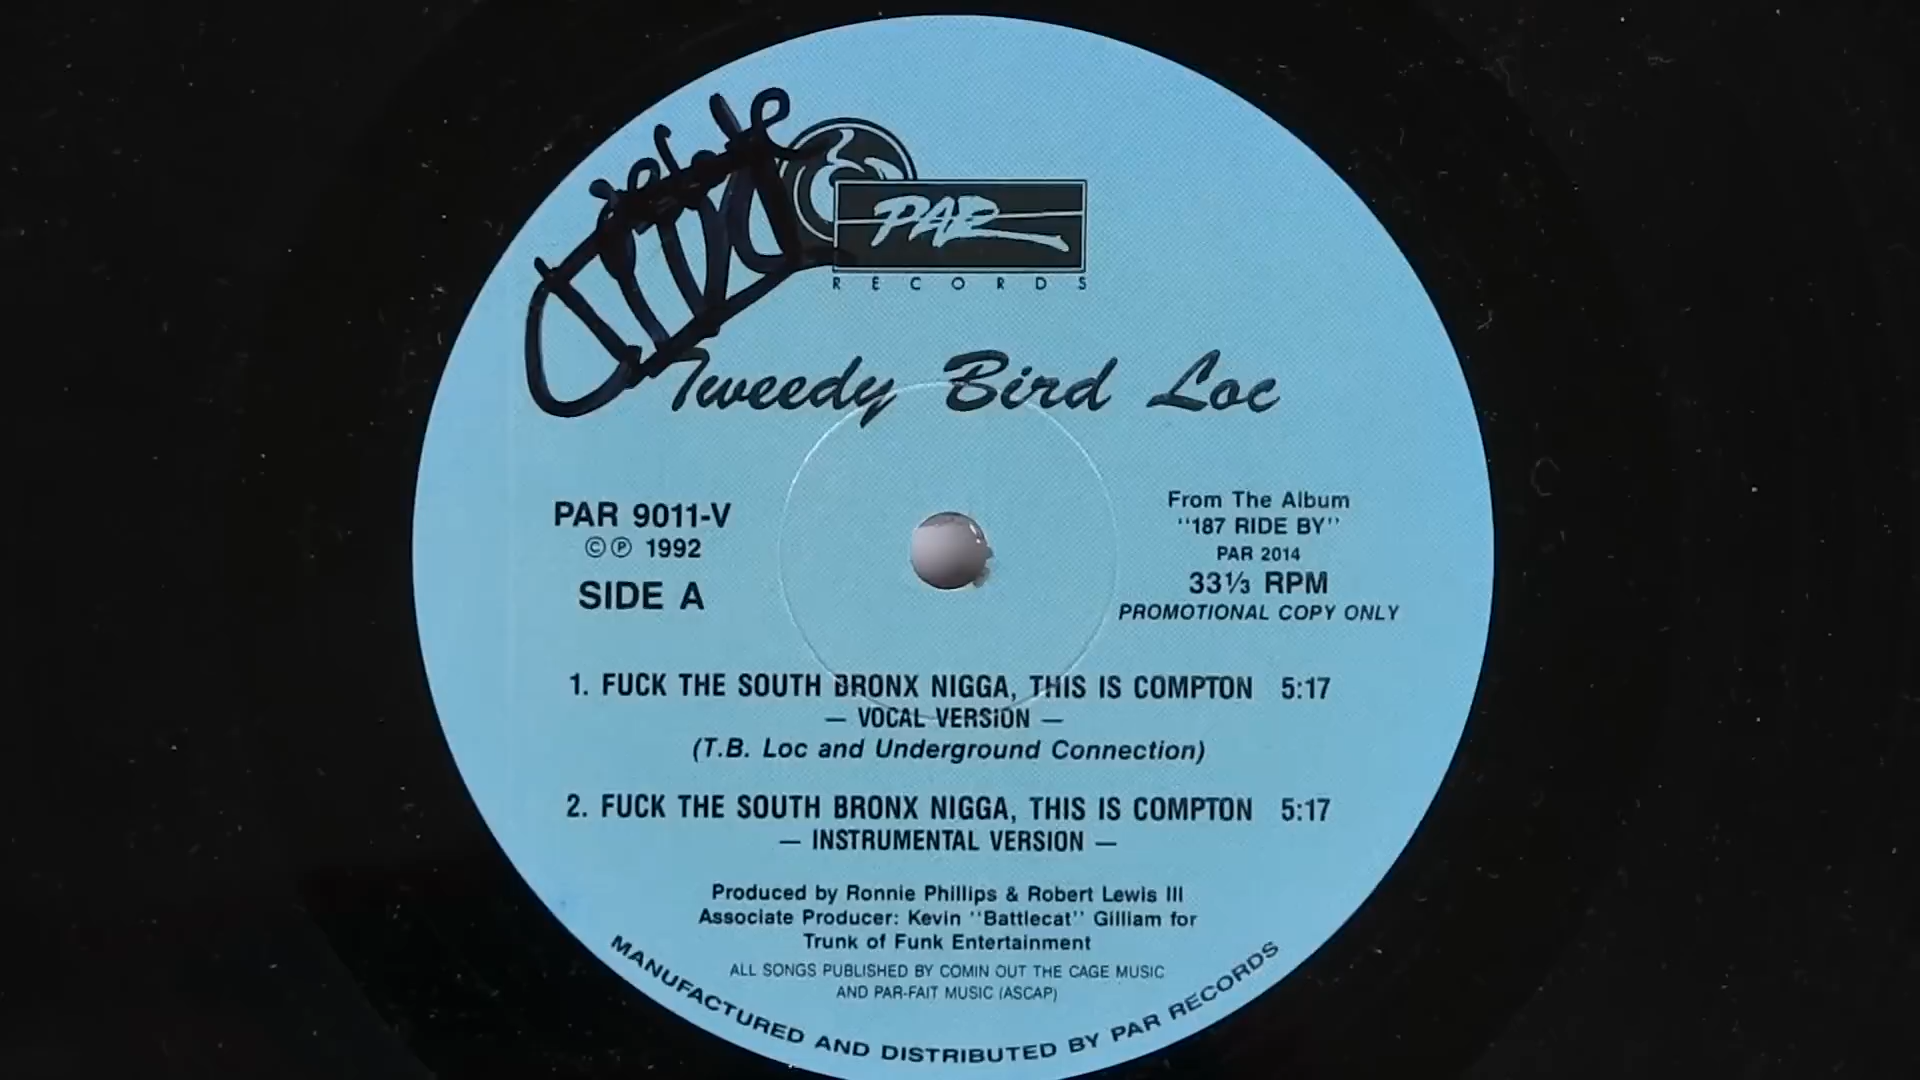 PAR
RECORDS
Tweedy Bird Loc
PAR 9011-V
©℗ 1992
SIDE A
From The Album
"187 RIDE BY"
PAR 2014
33⅓ RPM
PROMOTIONAL COPY ONLY
1. FUCK THE SOUTH BRONX NIGGA, THIS IS COMPTON 5:17
— VOCAL VERSION —
(T.B. Loc and Underground Connection)
2. FUCK THE SOUTH BRONX NIGGA, THIS IS COMPTON 5:17
— INSTRUMENTAL VERSION —
Produced by Ronnie Phillips & Robert Lewis III
Associate Producer: Kevin "Battlecat" Gilliam for
Trunk of Funk Entertainment
ALL SONGS PUBLISHED BY COMIN OUT THE CAGE MUSIC
AND PAR-FAIT MUSIC (ASCAP)
MANUFACTURED AND DISTRIBUTED BY PAR RECORDS